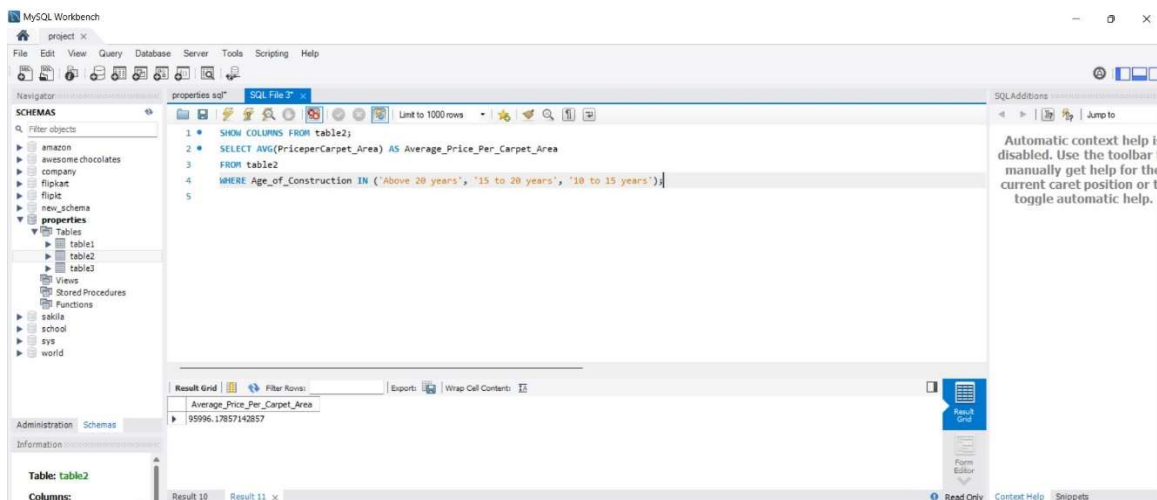 MySQL Workbench
project ×
File Edit View Query Database Server Tools Scripting Help
Navigator
SCHEMAS
Filter objects
amazon
awesome chocolates
company
flipkart
flipkt
new_schema
properties
Tables
table1
table2
table3
Views
Stored Procedures
Functions
sakila
school
sys
world
Administration Schemas
Information
Table: table2
Columns:
properties sql* SQL File 3* ×
Limit to 1000 rows
1 SHOW COLUMNS FROM table2;
2 SELECT AVG(PriceperCarpet_Area) AS Average_Price_Per_Carpet_Area
3 FROM table2
4 WHERE Age_of_Construction IN ('Above 20 years', '15 to 20 years', '10 to 15 years');
5
Result Grid Filter Rows: Export: Wrap Cell Content:
Average_Price_Per_Carpet_Area
95996.17857142857
Result Grid
Form Editor
Result 10 Result 11 ×
Read Only
SQLAdditions
Jump to
Automatic context help is
disabled. Use the toolbar
manually get help for the
current caret position or t
toggle automatic help.
Context Help Snippets